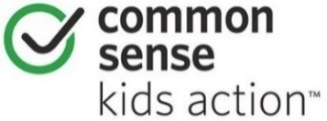 common
sense
kids action™